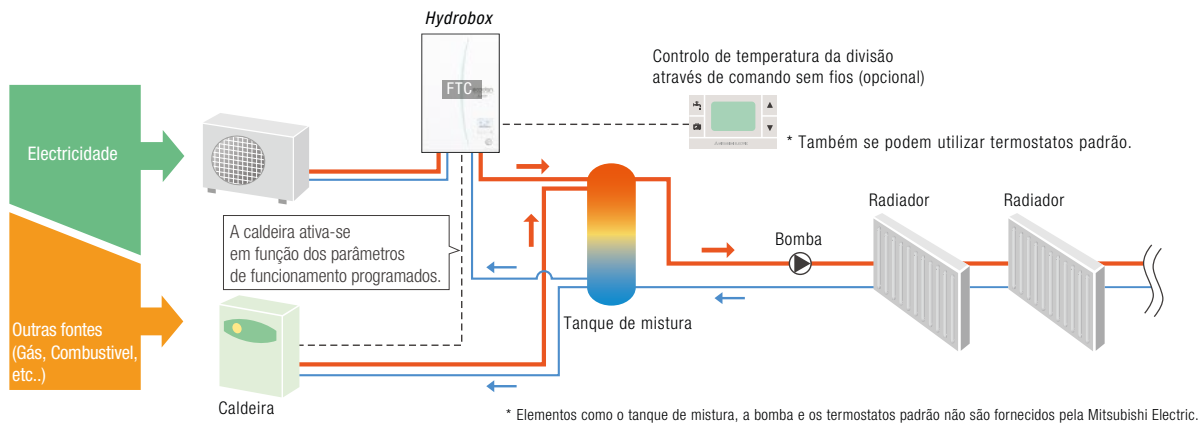 Hydrobox
FTC
Controlo de temperatura da divisão
através de comando sem fios (opcional)
* Também se podem utilizar termostatos padrão.
Electricidade
A caldeira ativa-se
em função dos parâmetros
de funcionamento programados.
Radiador
Radiador
Bomba
Tanque de mistura
Outras fontes
(Gás, Combustivel,
etc..)
Caldeira
* Elementos como o tanque de mistura, a bomba e os termostatos padrão não são fornecidos pela Mitsubishi Electric.